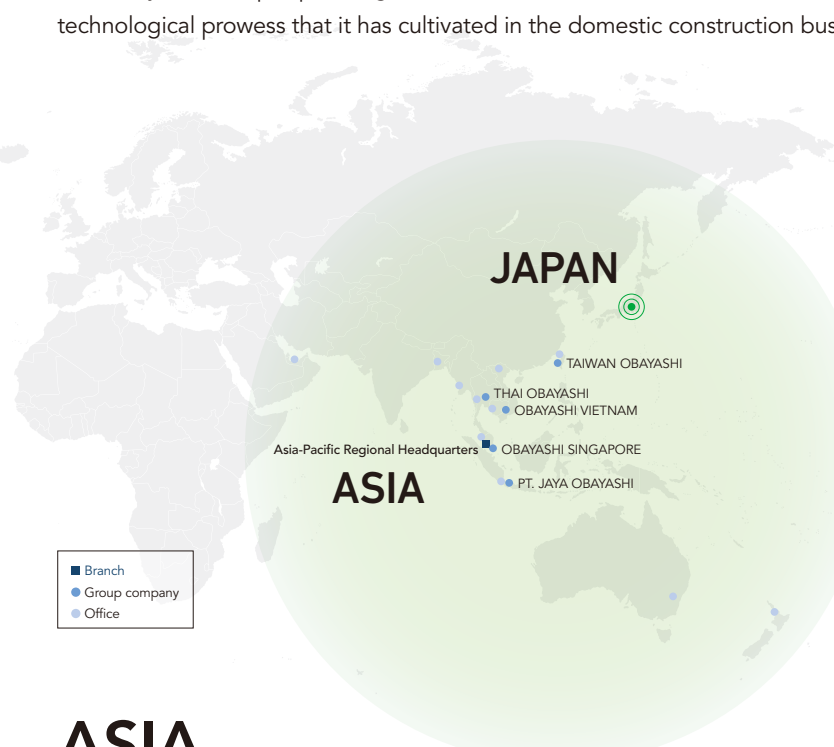 technological prowess that it has cultivated in the domestic construction bus
JAPAN
TAIWAN OBAYASHI
THAI OBAYASHI
OBAYASHI VIETNAM
Asia-Pacific Regional Headquarters
OBAYASHI SINGAPORE
ASIA
PT. JAYA OBAYASHI
Branch
Group company
Office
ASIA